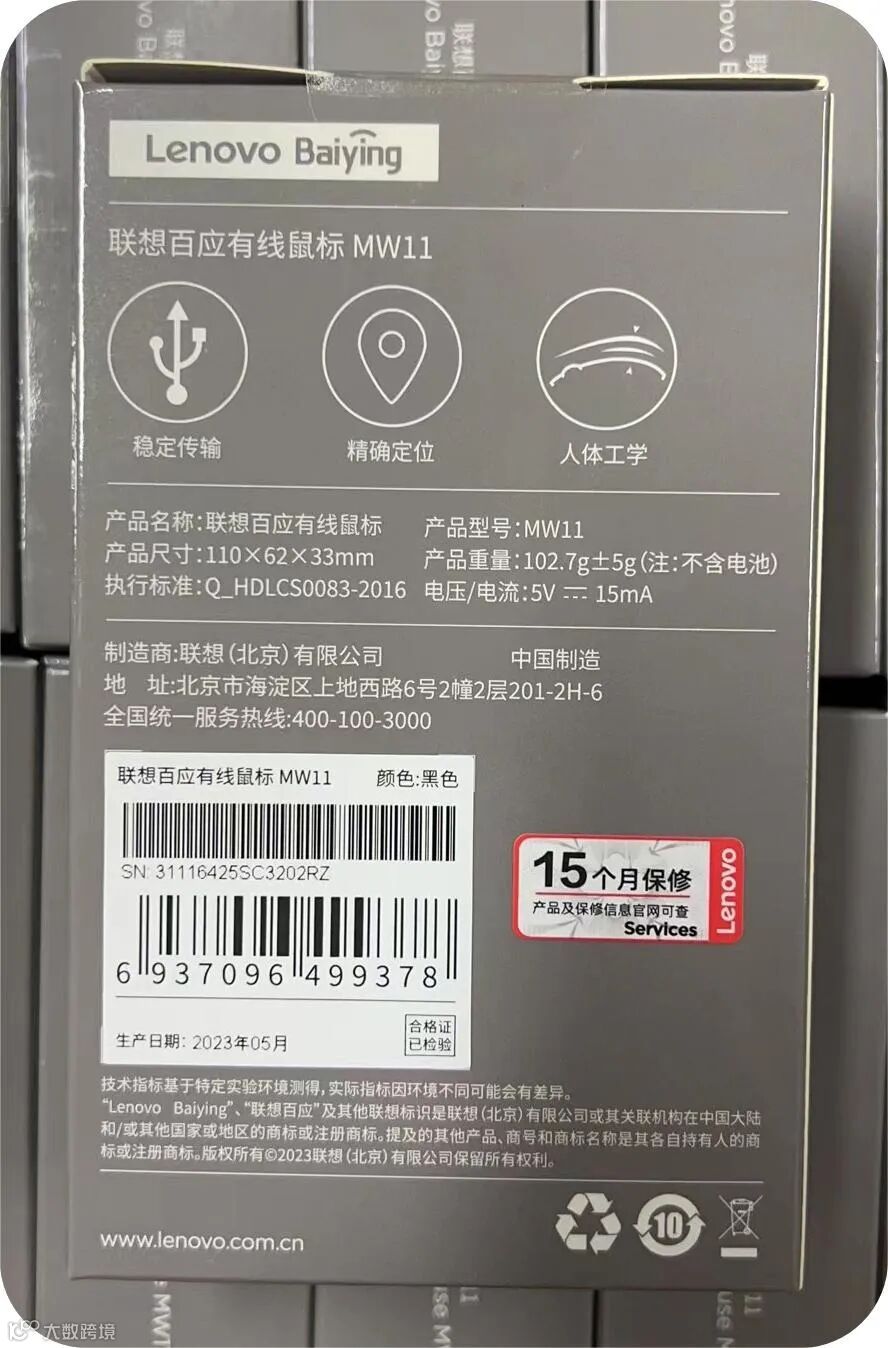 Lenovo Baiying
联想百应有线鼠标 MW11
稳定传输
精确定位
人体工学
产品名称:联想百应有线鼠标
产品型号:MW11
产品尺寸:110×62×33mm
产品重量:102.7g±5g(注:不含电池)
执行标准:Q_HDLCS0083-2016
电压/电流:5V ⎓ 15mA
制造商:联想(北京)有限公司
中国制造
地 址:北京市海淀区上地西路6号2幢2层201-2H-6
全国统一服务热线:400-100-3000
联想百应有线鼠标 MW11 颜色:黑色
SN: 31116425SC3202RZ
6 937096 499378
生产日期: 2023年05月
合格证
已检验
15个月保修
产品及保修信息官网可查
Services
Lenovo
技术指标基于特定实验环境测得,实际指标因环境不同可能会有差异。
“Lenovo Baiying”、“联想百应”及其他联想标识是联想(北京)有限公司或其关联机构在中国大陆
和/或其他国家或地区的商标或注册商标。提及的其他产品、商号和商标名称是其各自持有人的商
标或注册商标。版权所有©2023联想(北京)有限公司保留所有权利。
www.lenovo.com.cn
10
大数跨境